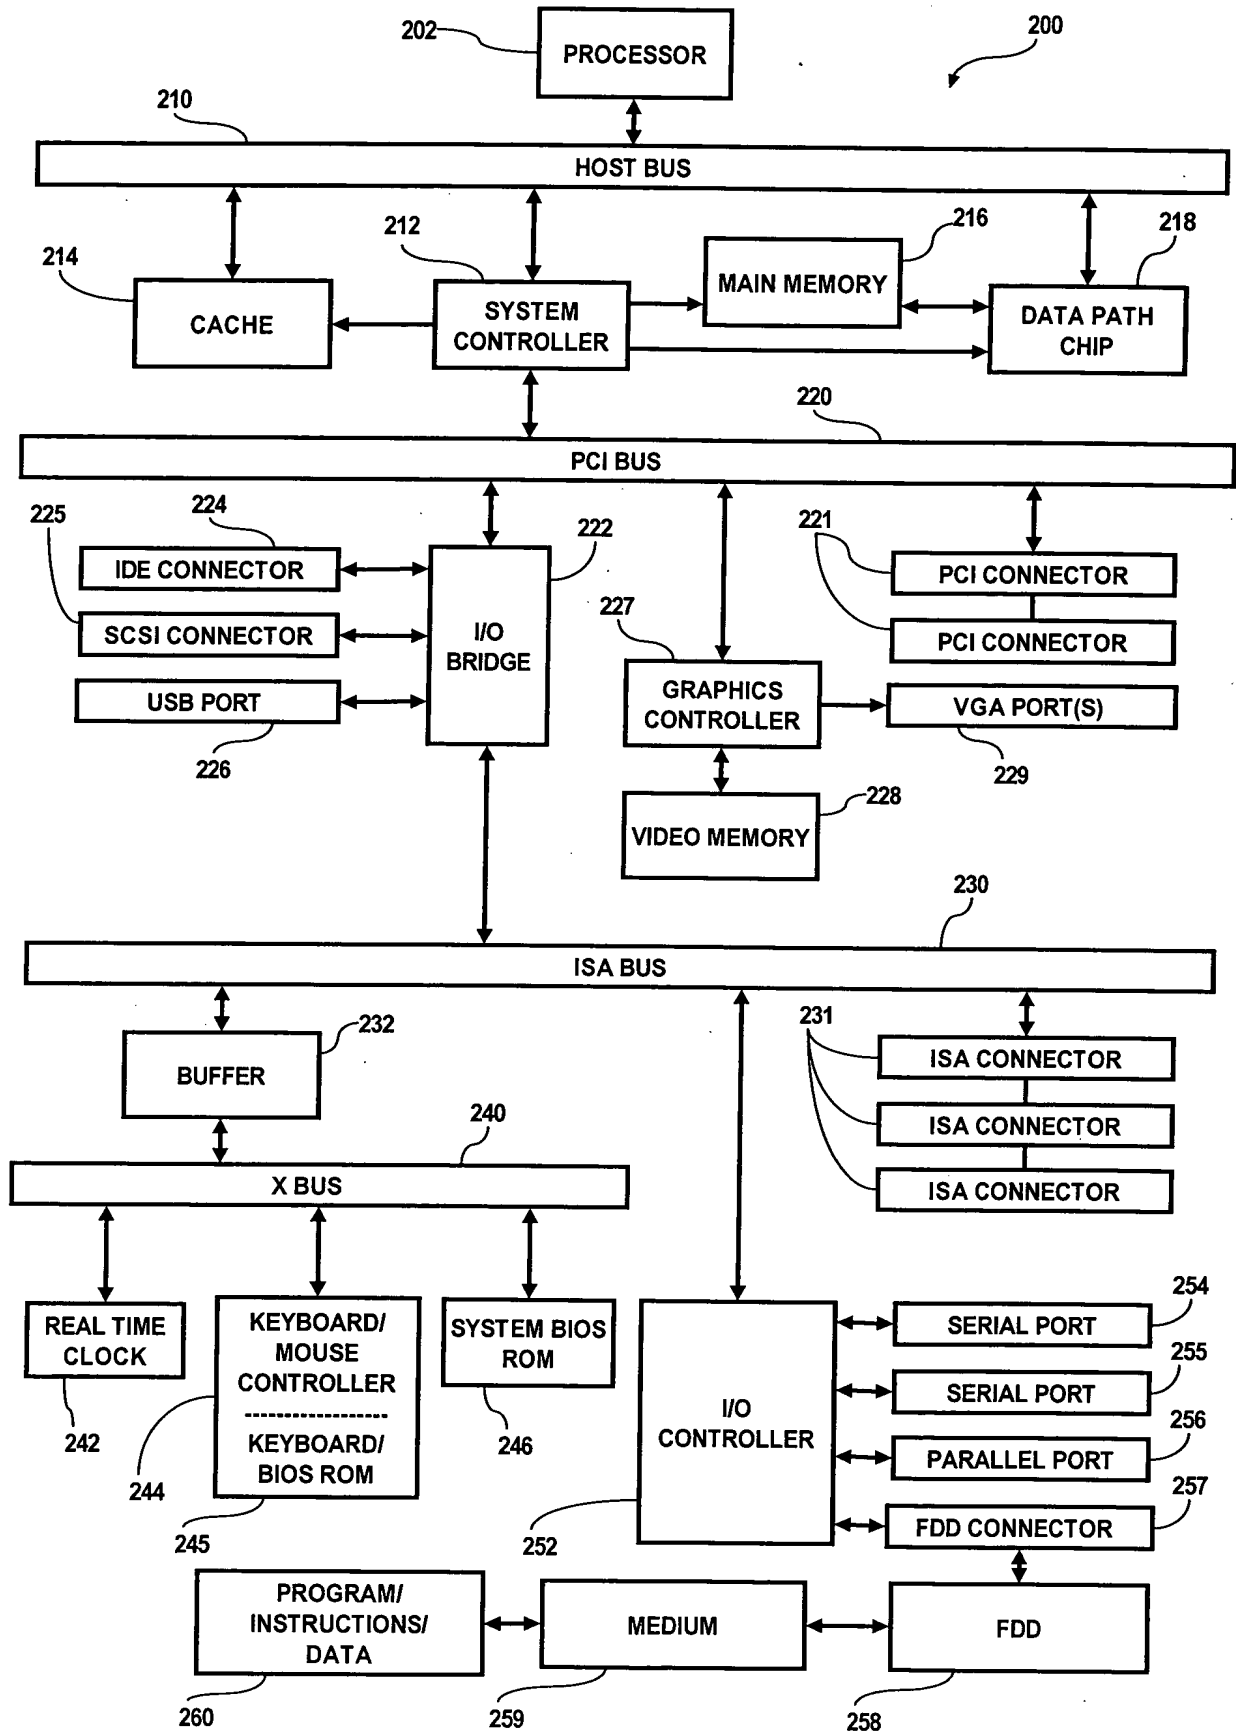 202
PROCESSOR
200
210
HOST BUS
214
212
216
218
CACHE
SYSTEM
CONTROLLER
MAIN MEMORY
DATA PATH
CHIP
220
PCI BUS
225
224
222
221
IDE CONNECTOR
SCSI CONNECTOR
USB PORT
226
I/O
BRIDGE
227
GRAPHICS
CONTROLLER
PCI CONNECTOR
PCI CONNECTOR
VGA PORT(S)
229
228
VIDEO MEMORY
230
ISA BUS
232
BUFFER
231
ISA CONNECTOR
ISA CONNECTOR
ISA CONNECTOR
240
X BUS
REAL TIME
CLOCK
242
KEYBOARD/
MOUSE
CONTROLLER
KEYBOARD/
BIOS ROM
244
245
SYSTEM BIOS
ROM
246
I/O
CONTROLLER
252
254
SERIAL PORT
255
SERIAL PORT
256
PARALLEL PORT
257
FDD CONNECTOR
PROGRAM/
INSTRUCTIONS/
DATA
MEDIUM
FDD
260
259
258